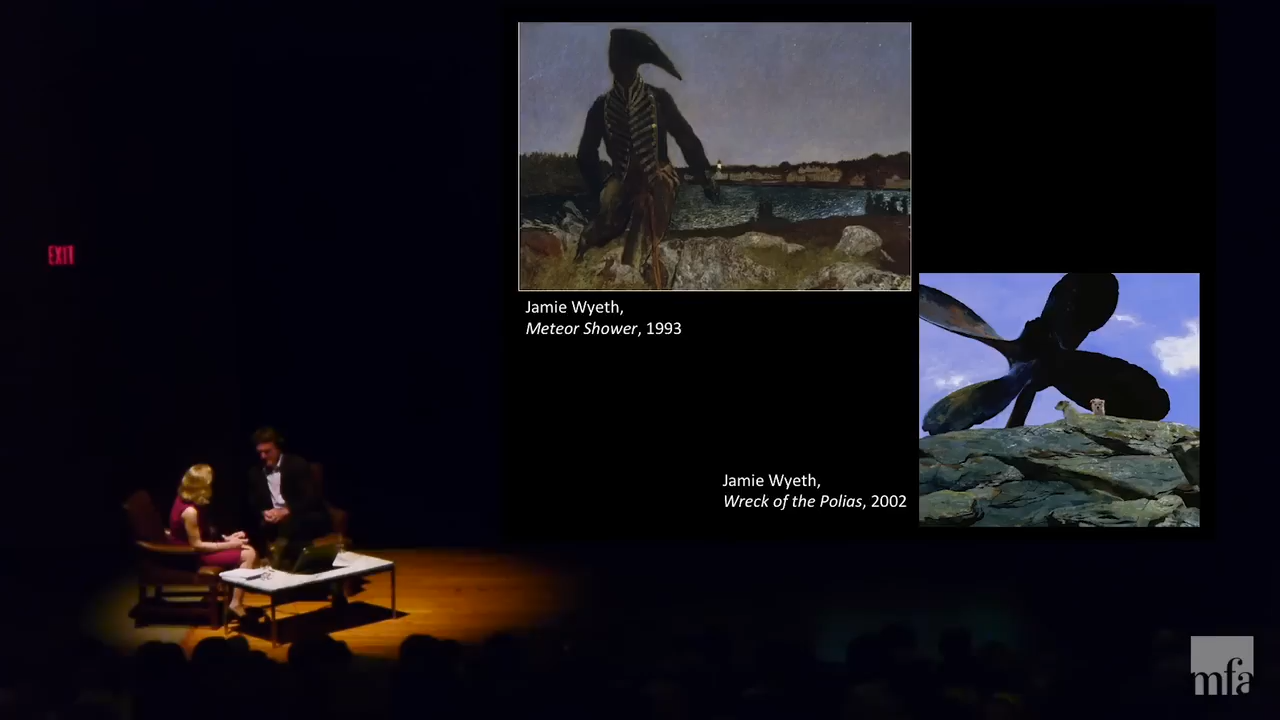 EXIT
Jamie Wyeth,
Meteor Shower, 1993
Jamie Wyeth,
Wreck of the Polias, 2002
mfa